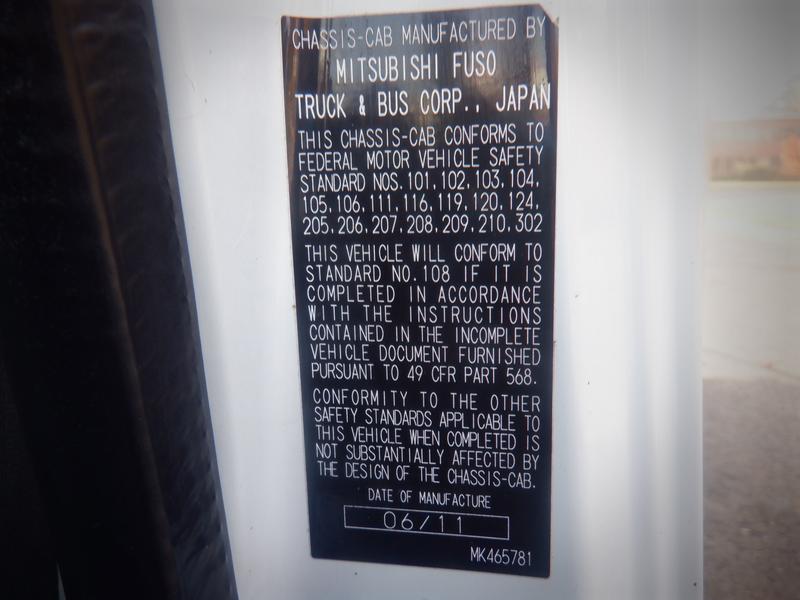 CHASSIS-CAB MANUFACTURED BY
MITSUBISHI FUSO
TRUCK & BUS CORP., JAPAN
THIS CHASSIS-CAB CONFORMS TO
FEDERAL MOTOR VEHICLE SAFETY
STANDARD NOS. 101, 102, 103, 104,
105, 106, 111, 116, 119, 120, 124,
205, 206, 207, 208, 209, 210, 302
THIS VEHICLE WILL CONFORM TO
STANDARD NO. 108 IF IT IS
COMPLETED IN ACCORDANCE
WITH THE INSTRUCTIONS
CONTAINED IN THE INCOMPLETE
VEHICLE DOCUMENT FURNISHED
PURSUANT TO 49 CFR PART 568.
CONFORMITY TO THE OTHER
SAFETY STANDARDS APPLICABLE TO
THIS VEHICLE WHEN COMPLETED IS
NOT SUBSTANTIALLY AFFECTED BY
THE DESIGN OF THE CHASSIS-CAB.
DATE OF MANUFACTURE
06/11
MK465781